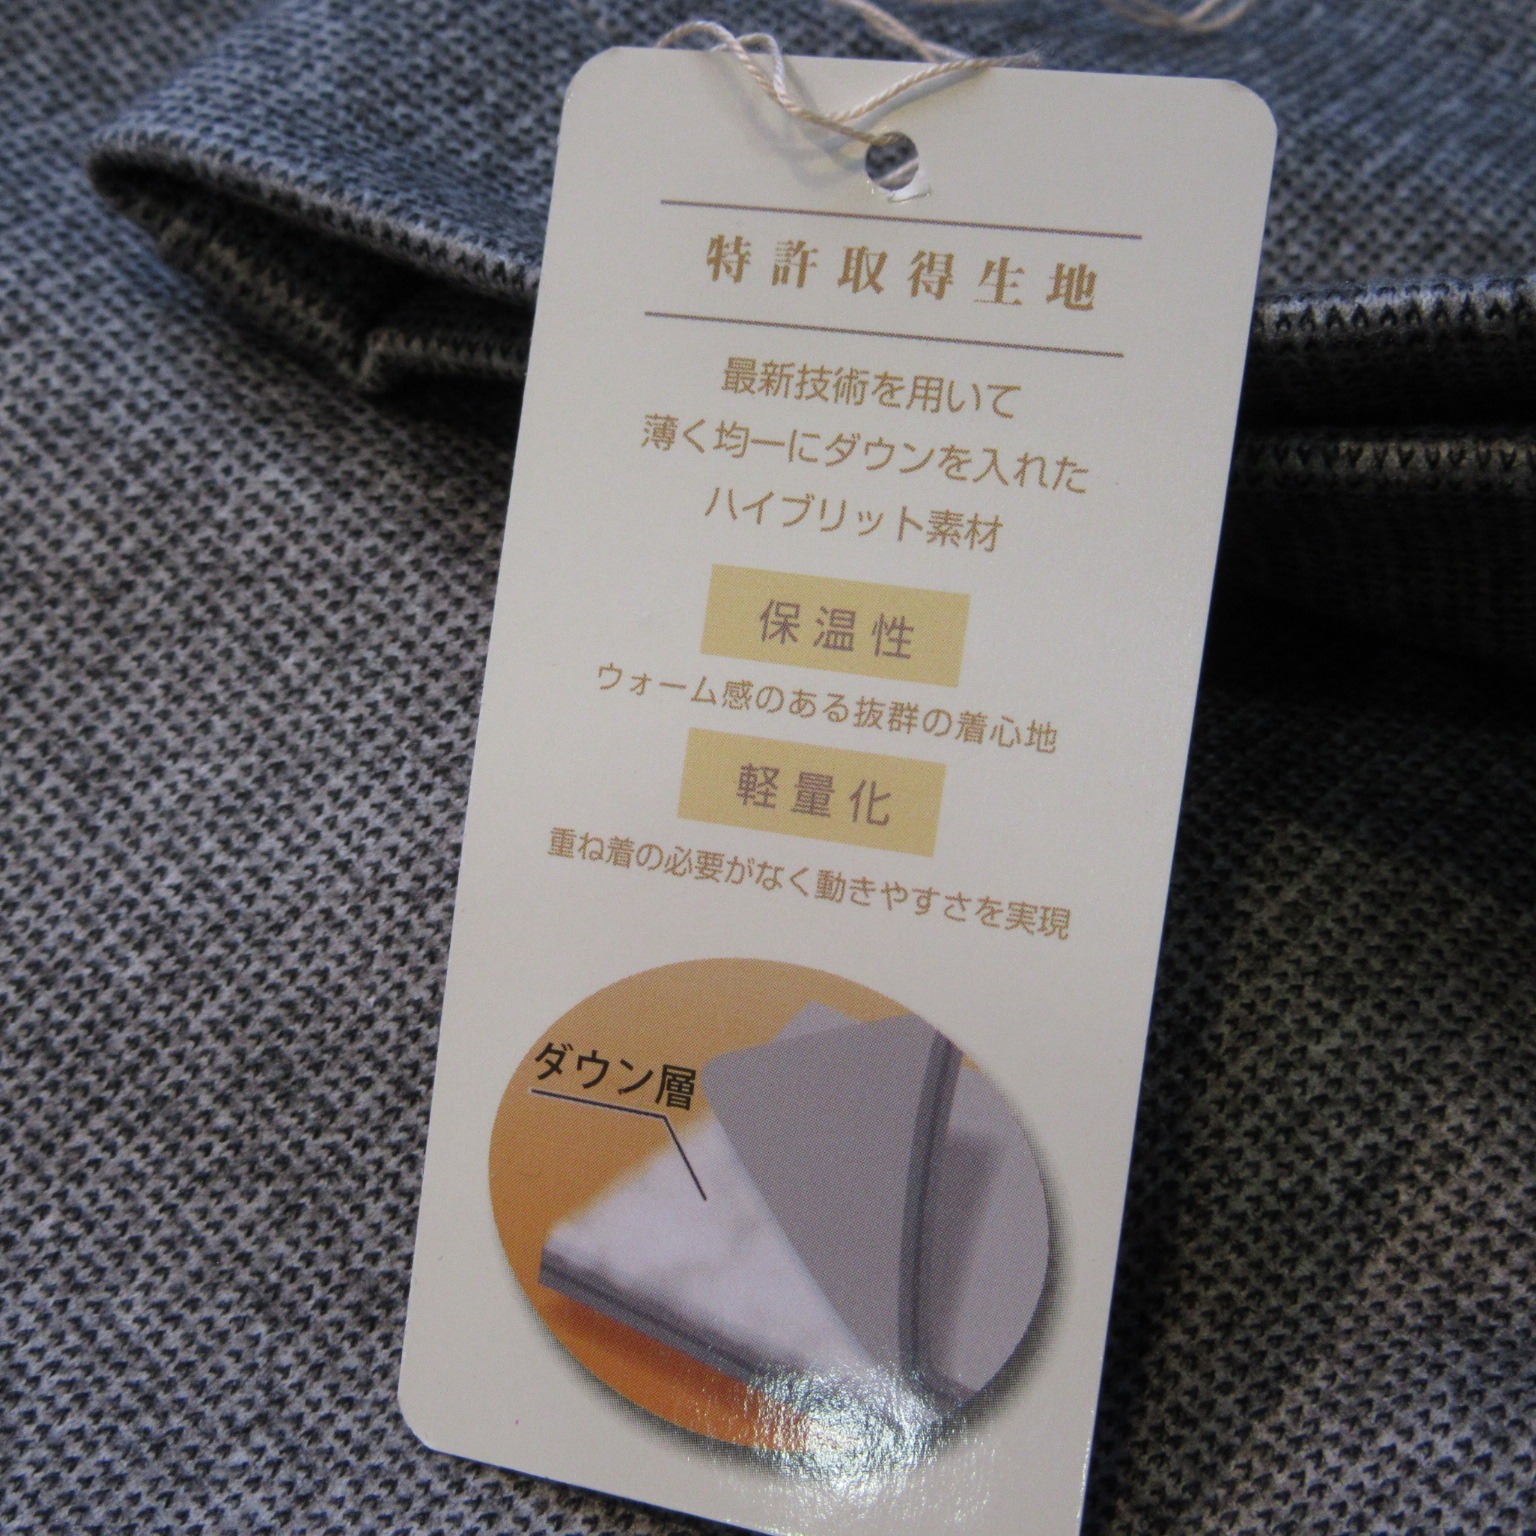 特許取得生地
最新技術を用いて
薄く均一にダウンを入れた
ハイブリット素材
保温性
ウォーム感のある抜群の着心地
軽量化
重ね着の必要がなく動きやすさを実現
ダウン層